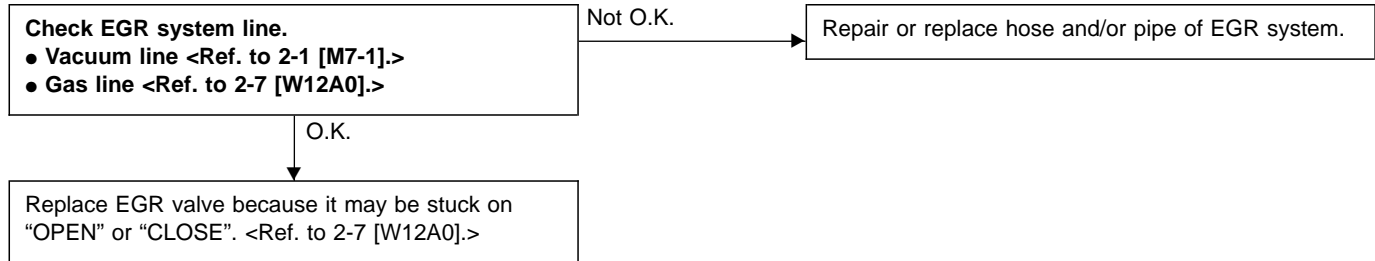 Check EGR system line.
● Vacuum line <Ref. to 2-1 [M7-1].>
● Gas line <Ref. to 2-7 [W12A0].>
Not O.K.
Repair or replace hose and/or pipe of EGR system.
O.K.
Replace EGR valve because it may be stuck on
“OPEN” or “CLOSE”. <Ref. to 2-7 [W12A0].>